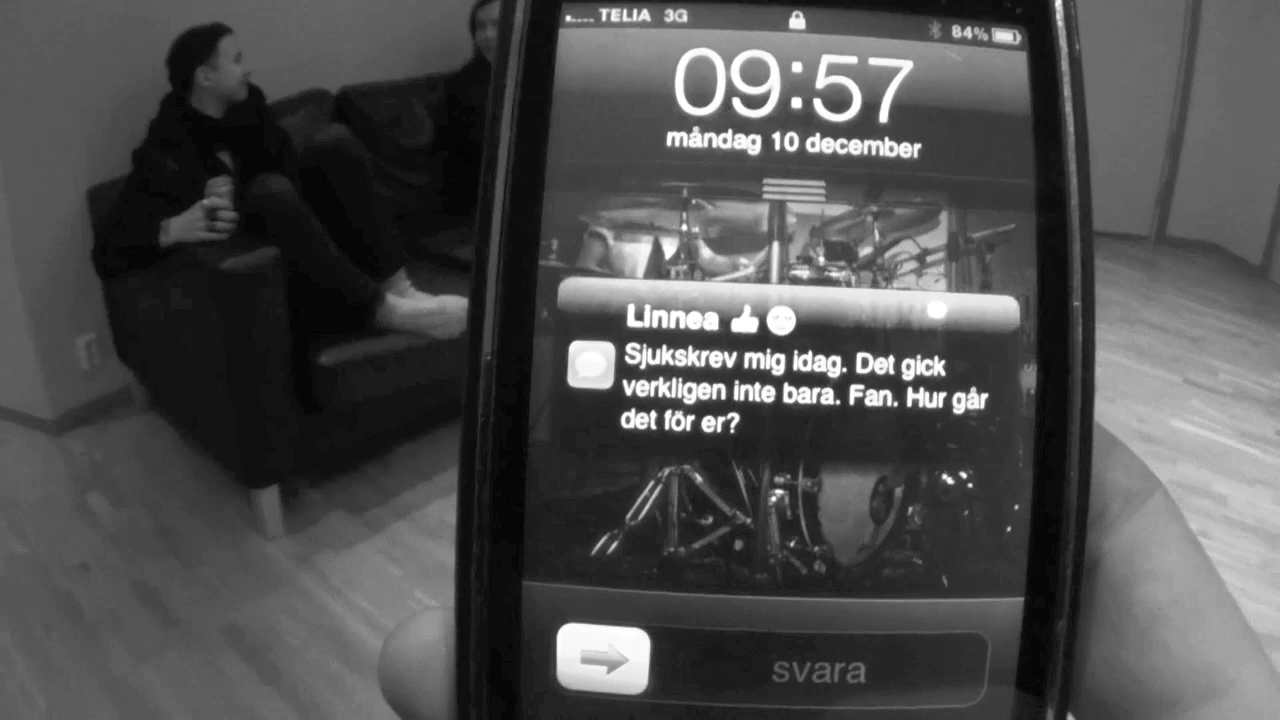 TELIA 3G 84%
09:57
måndag 10 december
Linnea 👍😊
Sjukskrev mig idag. Det gick
verkligen inte bara. Fan. Hur går
det för er?
svara